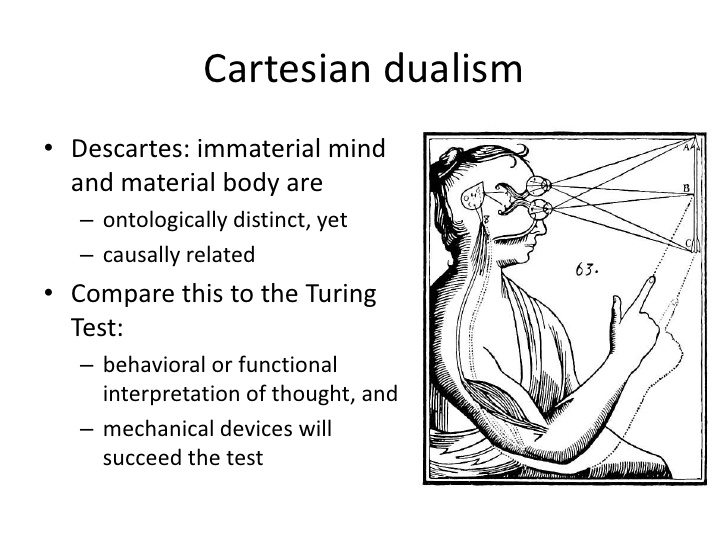 Cartesian dualism
• Descartes: immaterial mind
and material body are
– ontologically distinct, yet
– causally related
• Compare this to the Turing
Test:
– behavioral or functional
interpretation of thought, and
– mechanical devices will
succeed the test
A
B
C
63.
8